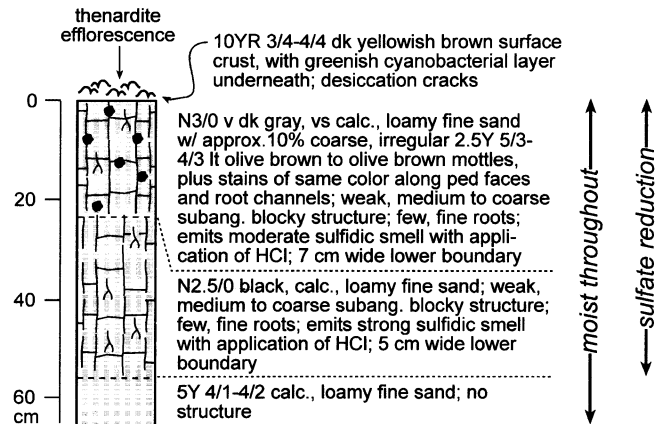 thenardite
efflorescence
10YR 3/4-4/4 dk yellowish brown surface
crust, with greenish cyanobacterial layer
underneath; desiccation cracks
0
N3/0 v dk gray, vs calc., loamy fine sand
w/ approx.10% coarse, irregular 2.5Y 5/3-
4/3 lt olive brown to olive brown mottles,
plus stains of same color along ped faces
and root channels; weak, medium to coarse
subang. blocky structure; few, fine roots;
emits moderate sulfidic smell with appli-
cation of HCl; 7 cm wide lower boundary
20
N2.5/0 black, calc., loamy fine sand; weak,
medium to coarse subang. blocky structure;
few, fine roots; emits strong sulfidic smell
with application of HCl; 5 cm wide lower
boundary
40
5Y 4/1-4/2 calc., loamy fine sand; no
structure
60
cm
moist throughout
sulfate reduction